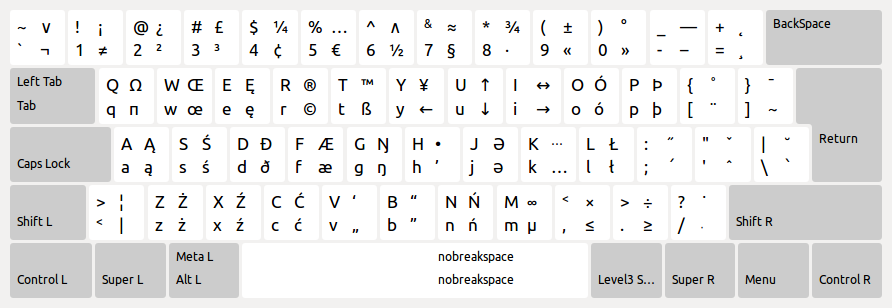 ~ ∨ ! ¡ @ ¿ # £ $ ¼ % … ^ ∧ & ≈ * ¾ ( ± ) ° _ — + ˛ BackSpace
` ¬ 1 ≠ 2 ² 3 ³ 4 ¢ 5 € 6 ½ 7 § 8 · 9 « 0 » - – = ¸
Left Tab Q Ω W Œ E Ę R ® T ™ Y ¥ U ↑ I ↔ O Ó P Þ { ° } ¯
Tab q π w œ e ę r © t ß y ← u ↓ i → o ó p þ [ ¨ ] ~
A Ą S Ś D Ð F Æ G Ŋ H • J Ə K … L Ł : ˝ " ˇ | ˘ Return
Caps Lock a ą s ś d ð f æ g ŋ h ’ j ə k … l ł ; ´ ' ^ \ `
> ¦ Z Ż X Ź C Ć V ‘ B “ N Ń M ∞ < × > ÷ ? ˙
Shift L < | z ż x ź c ć v „ b ” n ń m µ , ≤ . ≥ / . Shift R
Meta L nobreakspace
Control L Super L Alt L nobreakspace Level3 S... Super R Menu Control R